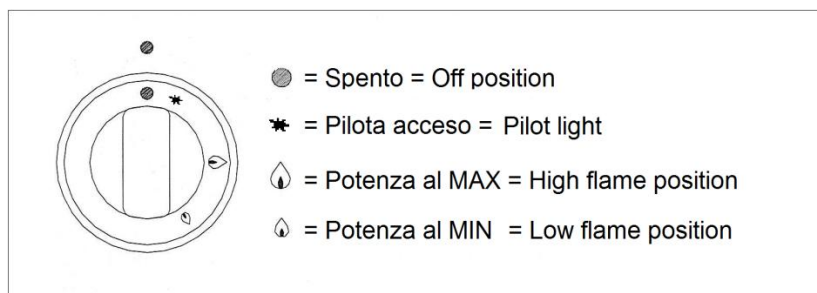 = Spento = Off position
= Pilota acceso = Pilot light
= Potenza al MAX = High flame position
= Potenza al MIN = Low flame position